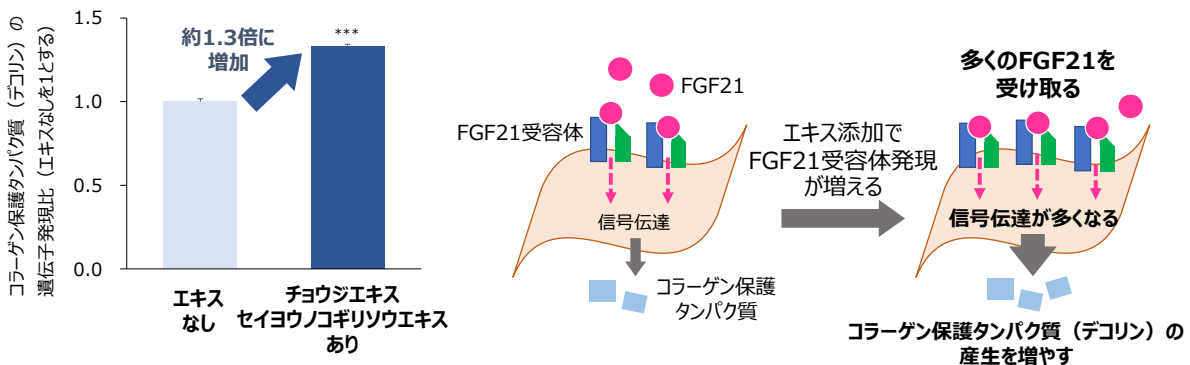 コラーゲン保護タンパク質（デコリン）の
遺伝子発現比（エキスなしを1とする）
1.5
1.0
0.5
0.0
約1.3倍に
増加
***
エキス
なし
チョウジエキス
セイヨウノコギリソウエキス
あり
FGF21
FGF21受容体
信号伝達
コラーゲン保護
タンパク質
エキス添加で
FGF21受容体発現
が増える
多くのFGF21を
受け取る
信号伝達が多くなる
コラーゲン保護タンパク質（デコリン）の
産生を増やす